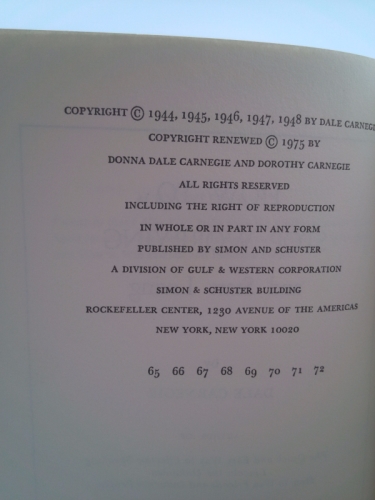 COPYRIGHT © 1944, 1945, 1946, 1947, 1948 BY DALE CARNEG
COPYRIGHT RENEWED © 1975 BY
DONNA DALE CARNEGIE AND DOROTHY CARNEGIE
ALL RIGHTS RESERVED
INCLUDING THE RIGHT OF REPRODUCTION
IN WHOLE OR IN PART IN ANY FORM
PUBLISHED BY SIMON AND SCHUSTER
A DIVISION OF GULF & WESTERN CORPORATION
SIMON & SCHUSTER BUILDING
ROCKEFELLER CENTER, 1230 AVENUE OF THE AMERICAS
NEW YORK, NEW YORK 10020
65 66 67 68 69 70 71 72